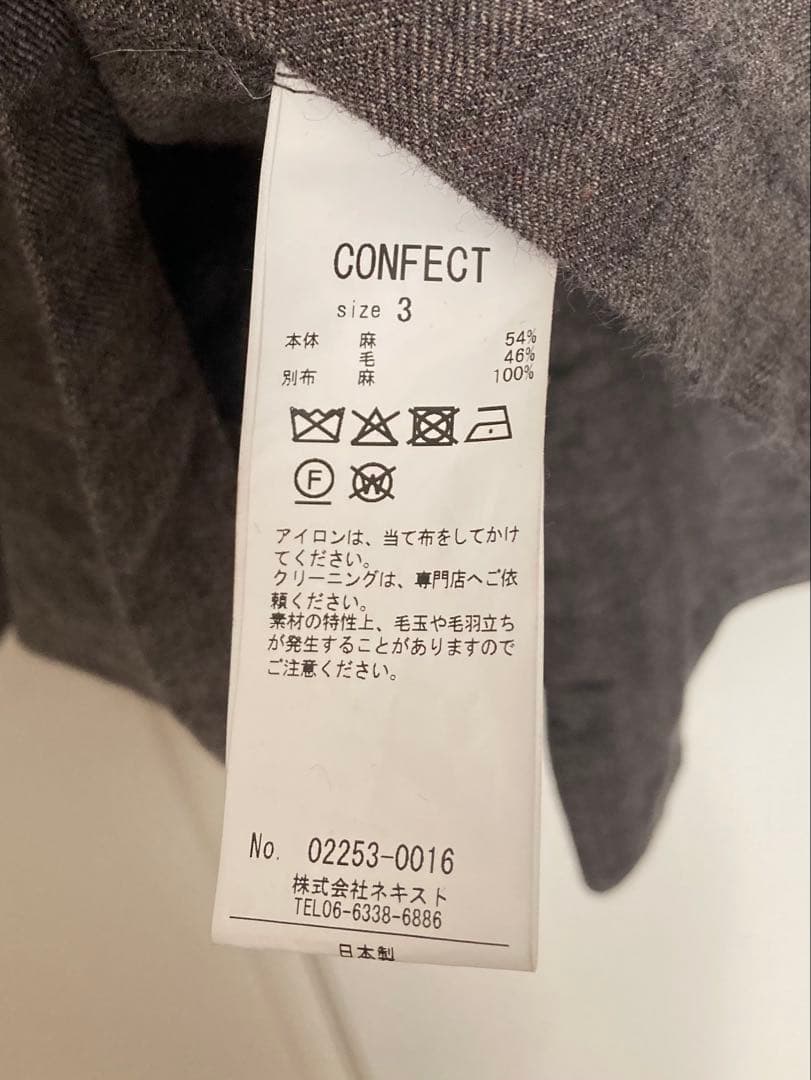 CONFECT
size 3
本体 麻 54%
毛 46%
別布 麻 100%
F W
アイロンは、当て布をしてかけ
てください。
クリーニングは、専門店へご依
頼ください。
素材の特性上、毛玉や毛羽立ち
が発生することがありますので
ご注意ください。
No. 02253-0016
株式会社ネキスト
TEL06-6338-6886
日本製